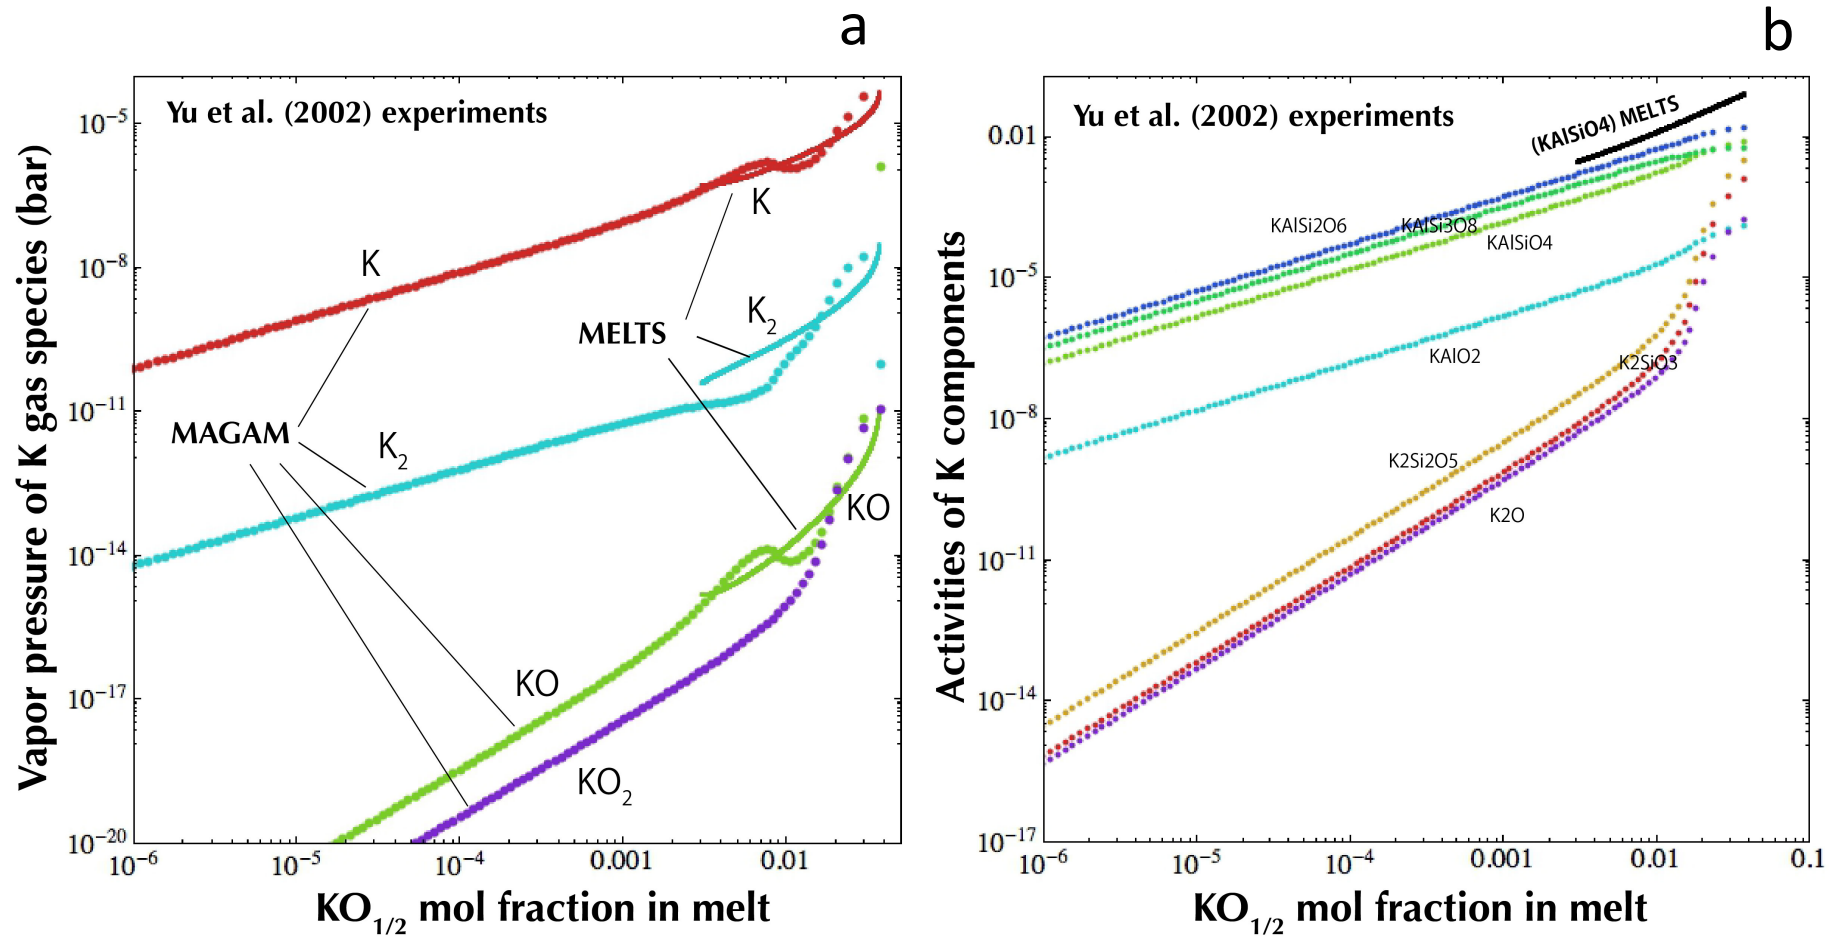 a
Yu et al. (2002) experiments
Vapor pressure of K gas species (bar)
10⁻⁵
10⁻⁸
10⁻¹¹
10⁻¹⁴
10⁻¹⁷
10⁻²⁰
K
K
K₂
MELTS
MAGAM
K₂
KO
KO
KO₂
10⁻⁶ 10⁻⁵ 10⁻⁴ 0.001 0.01
KO₁/₂ mol fraction in melt
b
Yu et al. (2002) experiments
(KAlSiO4) MELTS
Activities of K components
0.01
10⁻⁵
10⁻⁸
10⁻¹¹
10⁻¹⁴
10⁻¹⁷
KAlSi2O6
KAlSi3O8
KAlSiO4
KAlO2
K2SiO3
K2Si2O5
K2O
10⁻⁶ 10⁻⁵ 10⁻⁴ 0.001 0.01 0.1
KO₁/₂ mol fraction in melt